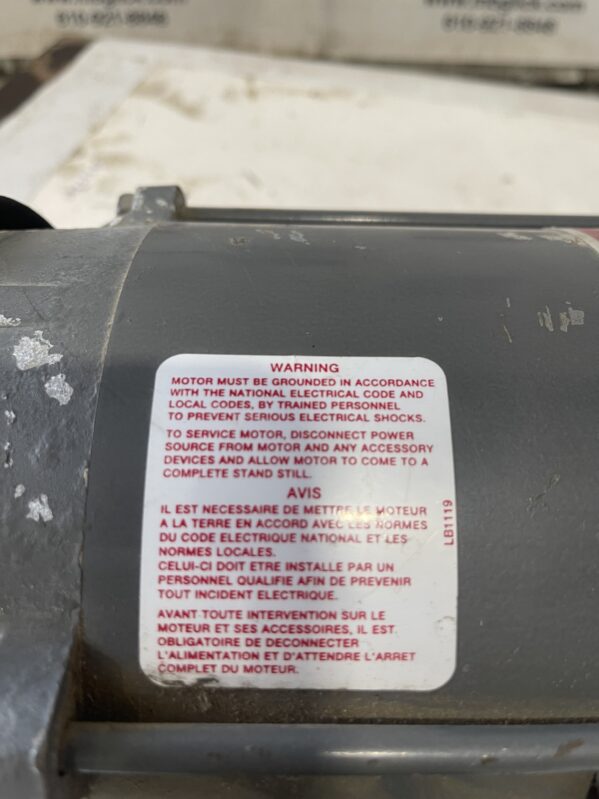 WARNING
MOTOR MUST BE GROUNDED IN ACCORDANCE
WITH THE NATIONAL ELECTRICAL CODE AND
LOCAL CODES, BY TRAINED PERSONNEL
TO PREVENT SERIOUS ELECTRICAL SHOCKS.
TO SERVICE MOTOR, DISCONNECT POWER
SOURCE FROM MOTOR AND ANY ACCESSORY
DEVICES AND ALLOW MOTOR TO COME TO A
COMPLETE STAND STILL.
AVIS
IL EST NECESSAIRE DE METTRE LE MOTEUR
A LA TERRE EN ACCORD AVEC LES NORMES
DU CODE ELECTRIQUE NATIONAL ET LES
NORMES LOCALES.
CELUI-CI DOIT ETRE INSTALLE PAR UN
PERSONNEL QUALIFIE AFIN DE PREVENIR
TOUT INCIDENT ELECTRIQUE.
AVANT TOUTE INTERVENTION SUR LE
MOTEUR ET SES ACCESSOIRES, IL EST
OBLIGATOIRE DE DECONNECTER
L'ALIMENTATION ET D'ATTENDRE L'ARRET
COMPLET DU MOTEUR.
LB1119